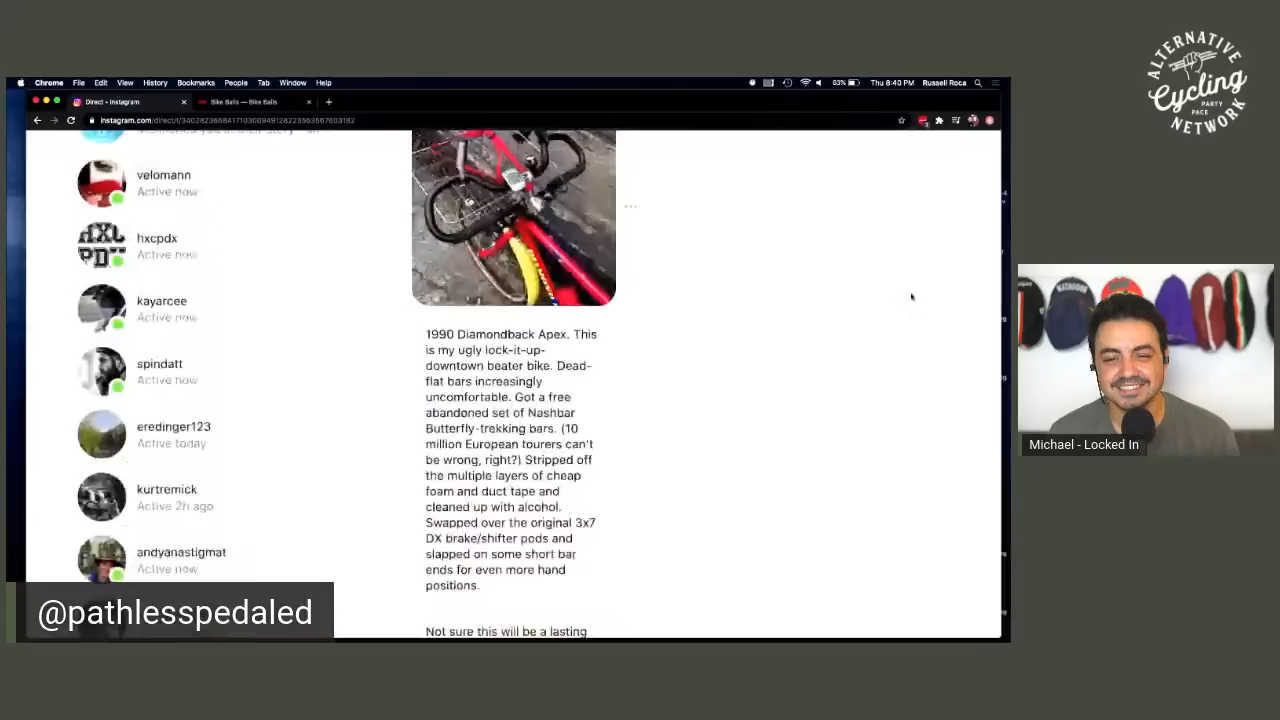 ALTERNATIVE
Cycling
PARTY
PACE
NETWORK
Chrome File Edit View History Bookmarks People Tab Window Help
63% Thu 8:40 PM Russell Roca
Direct • Instagram
Bike Balls — Bike Balls
velomann
Active now
hxcpdx
Active now
HXC
PD
kayarcee
Active now
spindatt
Active now
eredinger123
Active today
kurtremick
Active 2h ago
andyanastigmat
Active now
1990 Diamondback Apex. This
is my ugly lock-it-up-
downtown beater bike. Dead-
flat bars increasingly
uncomfortable. Got a free
abandoned set of Nashbar
Butterfly-trekking bars. (10
million European tourers can't
be wrong, right?) Stripped off
the multiple layers of cheap
foam and duct tape and
cleaned up with alcohol.
Swapped over the original 3x7
DX brake/shifter pods and
slapped on some short bar
ends for even more hand
positions.
Not sure this will be a lasting
@pathlesspedaled
Michael - Locked In